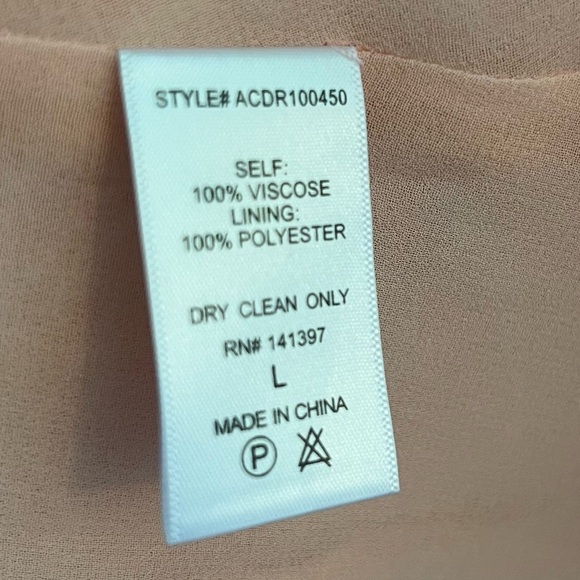 STYLE# ACDR100450
SELF:
100% VISCOSE
LINING:
100% POLYESTER
DRY CLEAN ONLY
RN# 141397
L
MADE IN CHINA
P